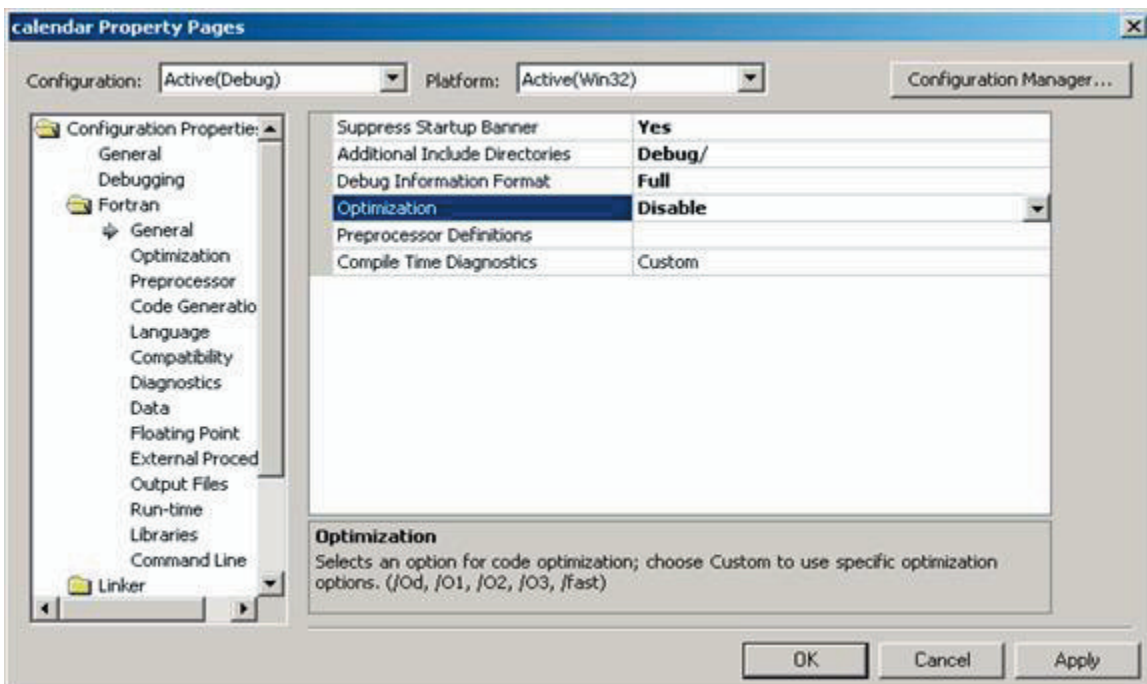 calendar Property Pages
Configuration: Active(Debug) Platform: Active(Win32) Configuration Manager...
Configuration Propertie
General
Debugging
Fortran
General
Optimization
Preprocessor
Code Generatio
Language
Compatibility
Diagnostics
Data
Floating Point
External Proced
Output Files
Run-time
Libraries
Command Line
Linker
Suppress Startup Banner Yes
Additional Include Directories Debug/
Debug Information Format Full
Optimization Disable
Preprocessor Definitions
Compile Time Diagnostics Custom
Optimization
Selects an option for code optimization; choose Custom to use specific optimization
options. (/Od, /O1, /O2, /O3, /fast)
OK Cancel Apply